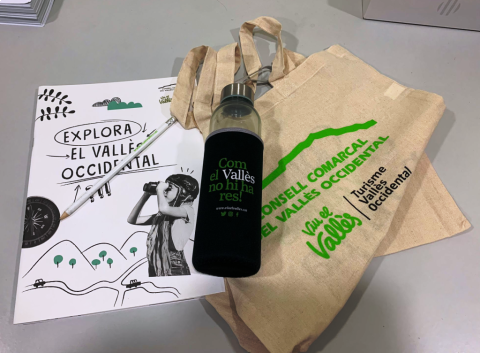 EXPLORA
EL VALLÈS
OCCIDENTAL
Com
el Vallès
no hi ha
res!
CONSELL COMARCAL
EL VALLÈS OCCIDENTAL
Viu el
Vallès
Turisme
Vallès
Occidental